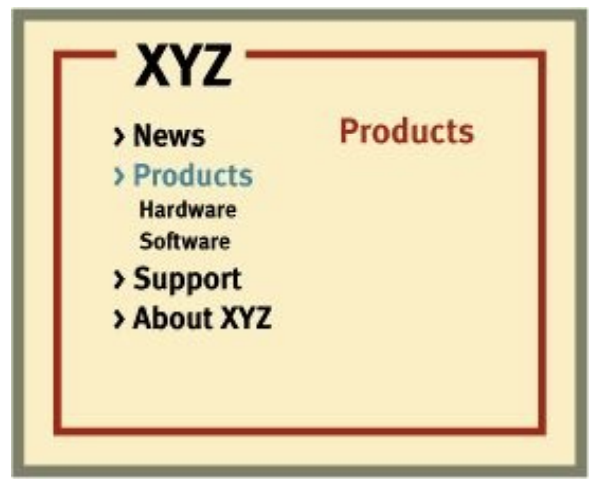 XYZ
› News
› Products
Hardware
Software
› Support
› About XYZ
Products